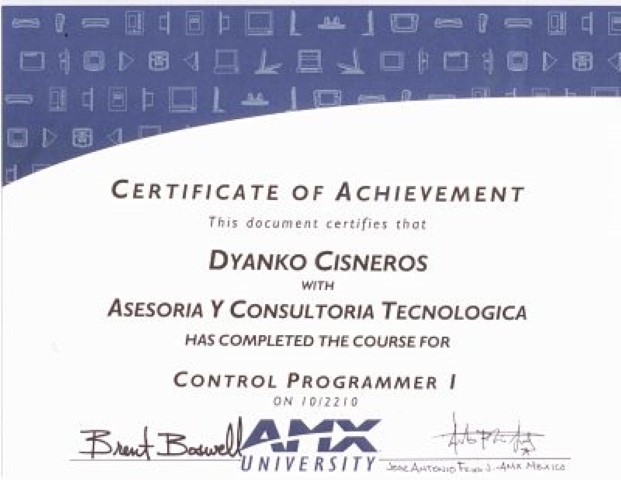 CERTIFICATE OF ACHIEVEMENT
This document certifies that
DYANKO CISNEROS
WITH
ASESORIA Y CONSULTORIA TECNOLOGICA
HAS COMPLETED THE COURSE FOR
CONTROL PROGRAMMER I
ON 10/2210
Brent Boswell
AMX
UNIVERSITY
JOSE ANTONIO J. - AMX MEXICO